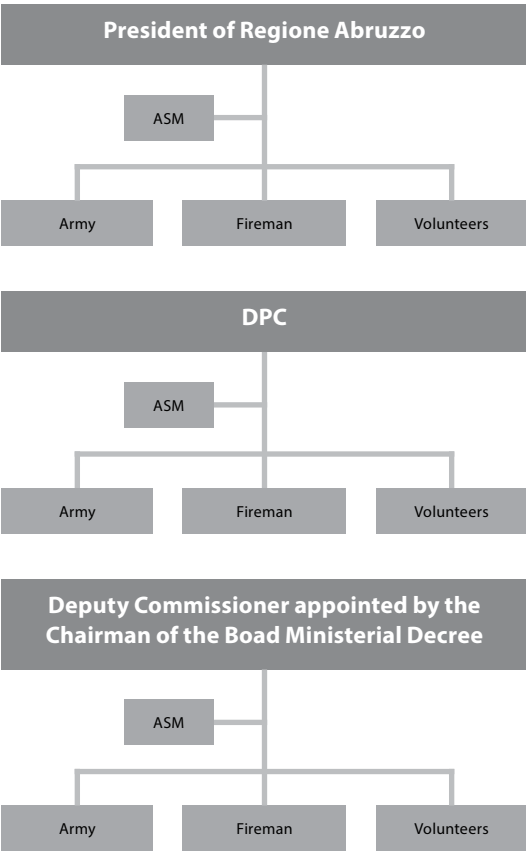 President of Regione Abruzzo
ASM
Army
Fireman
Volunteers
DPC
ASM
Army
Fireman
Volunteers
Deputy Commissioner appointed by the
Chairman of the Boad Ministerial Decree
ASM
Army
Fireman
Volunteers